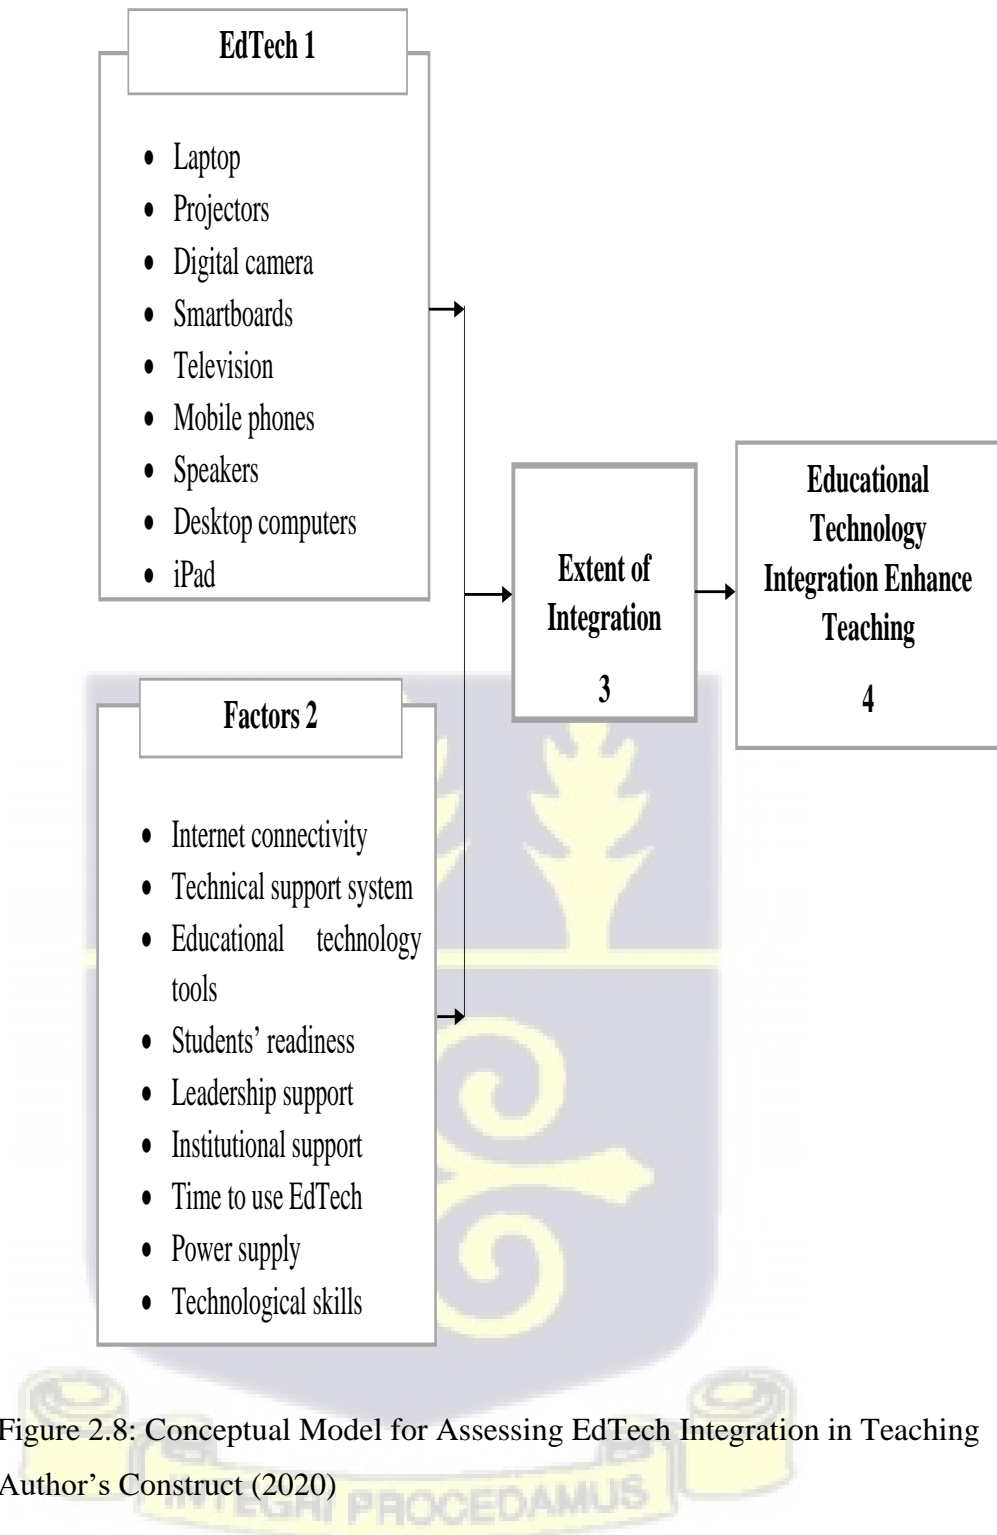 EdTech 1
• Laptop
• Projectors
• Digital camera
• Smartboards
• Television
• Mobile phones
• Speakers
• Desktop computers
• iPad
Factors 2
• Internet connectivity
• Technical support system
• Educational technology
tools
• Students’ readiness
• Leadership support
• Institutional support
• Time to use EdTech
• Power supply
• Technological skills
Extent of
Integration
3
Educational
Technology
Integration Enhance
Teaching
4
Figure 2.8: Conceptual Model for Assessing EdTech Integration in Teaching
Author’s Construct (2020)
INTEGRI PROCEDAMUS